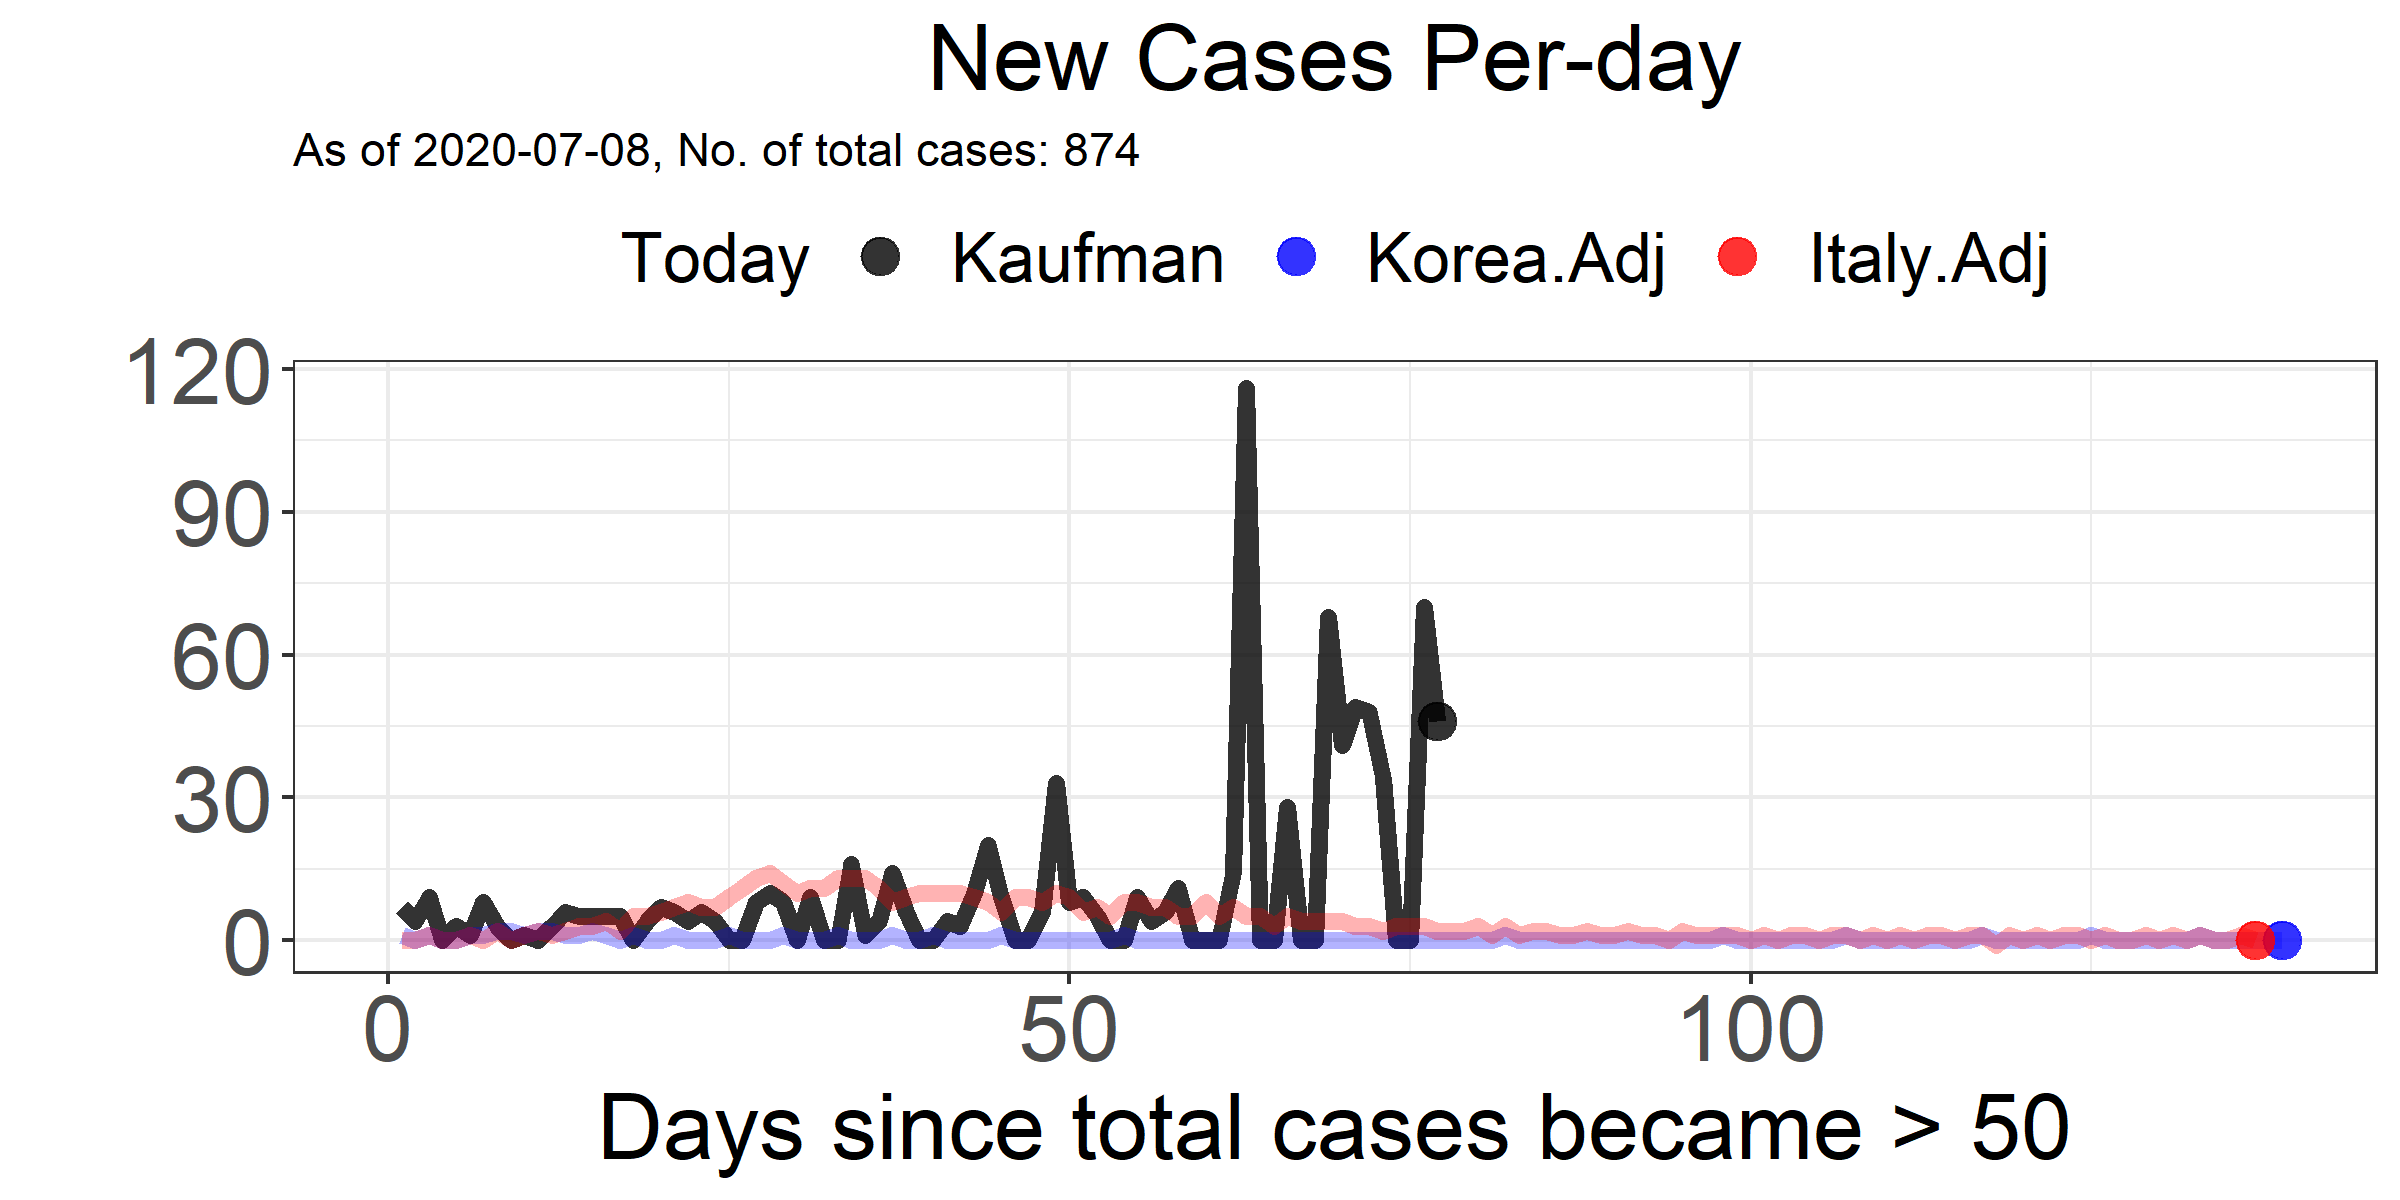 New Cases Per-day
As of 2020-07-08, No. of total cases: 874
Today Kaufman Korea.Adj Italy.Adj
120
90
60
30
0
0 50 100
Days since total cases became > 50